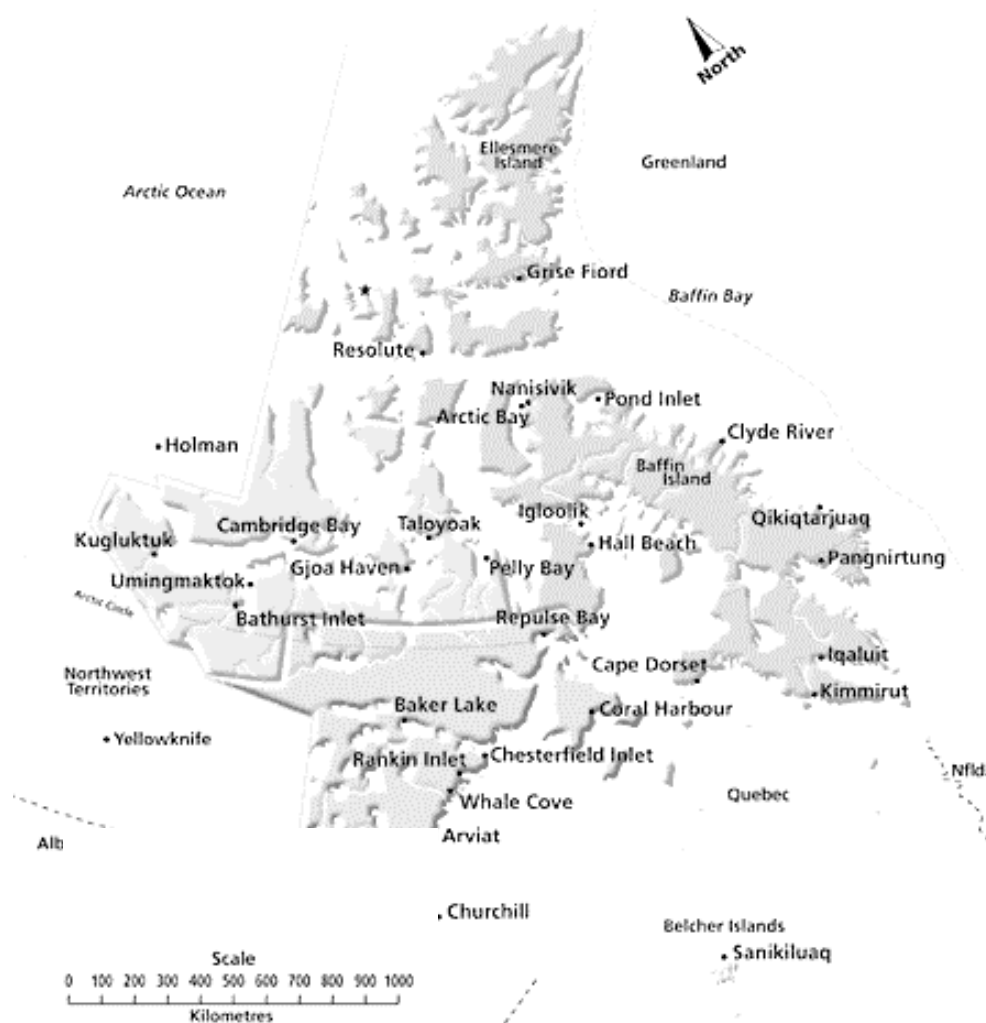 North
Ellesmere
Island
Greenland
Arctic Ocean
Grise Fiord
Baffin Bay
Resolute
Nanisivik
Pond Inlet
Arctic Bay
Clyde River
Holman
Baffin
Island
Igloolik
Qikiqtarjuaq
Cambridge Bay
Taloyoak
Kugluktuk
Hall Beach
Pangnirtung
Gjoa Haven
Pelly Bay
Umingmaktok
Arctic Circle
Bathurst Inlet
Repulse Bay
Iqaluit
Cape Dorset
Northwest
Territories
Kimmirut
Baker Lake
Coral Harbour
Yellowknife
Rankin Inlet
Chesterfield Inlet
Nfld
Quebec
Whale Cove
Arviat
Alb
Churchill
Belcher Islands
Sanikiluaq
Scale
0 100 200 300 400 500 600 700 800 1000
Kilometres